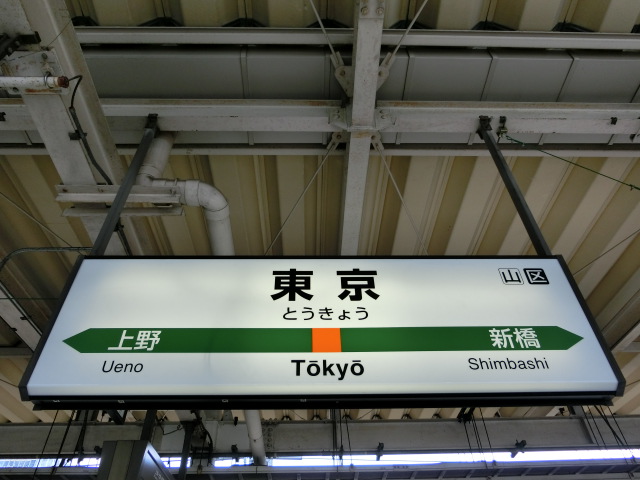 東京
山区
とうきょう
上野
新橋
Ueno
Tōkyō
Shimbashi